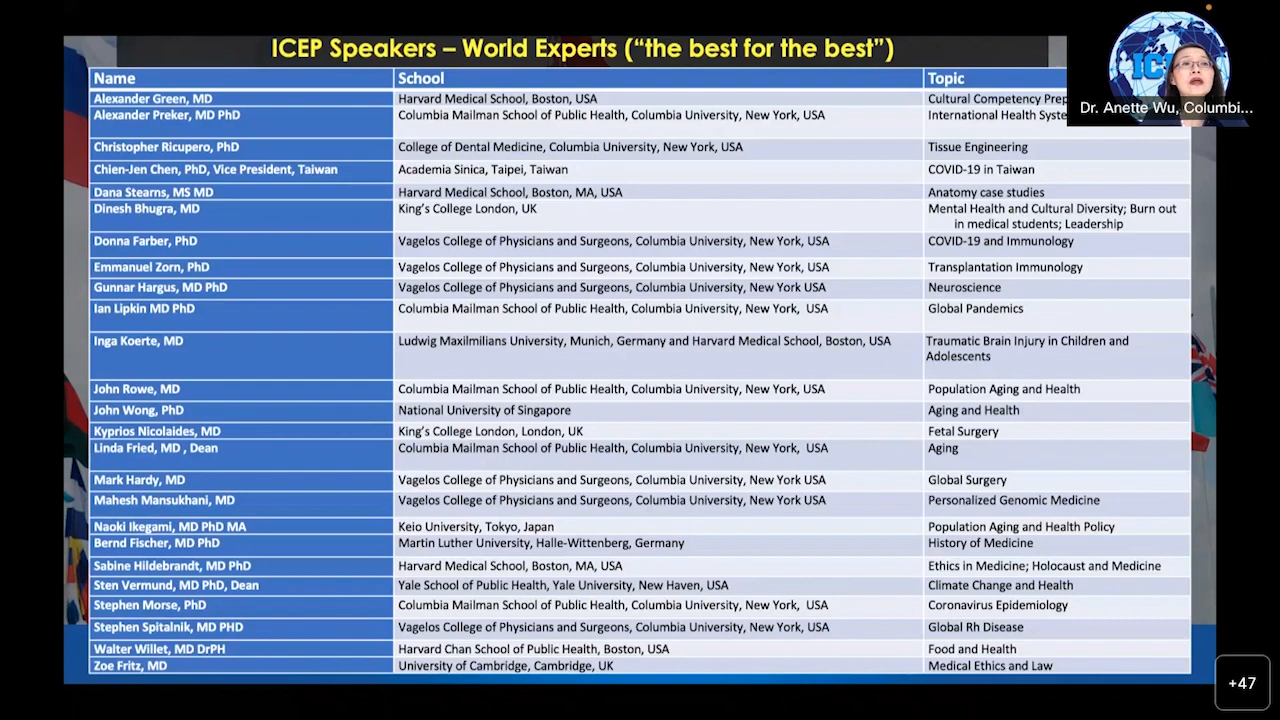 ICEP Speakers – World Experts (“the best for the best”)
Name School Topic
Alexander Green, MD Harvard Medical School, Boston, USA Cultural Competency Prep
Alexander Preker, MD PhD Columbia Mailman School of Public Health, Columbia University, New York, USA International Health Syste
Christopher Ricupero, PhD College of Dental Medicine, Columbia University, New York, USA Tissue Engineering
Chien-Jen Chen, PhD, Vice President, Taiwan Academia Sinica, Taipei, Taiwan COVID-19 in Taiwan
Dana Stearns, MS MD Harvard Medical School, Boston, MA, USA Anatomy case studies
Dinesh Bhugra, MD King’s College London, UK Mental Health and Cultural Diversity; Burn out
in medical students; Leadership
Donna Farber, PhD Vagelos College of Physicians and Surgeons, Columbia University, New York, USA COVID-19 and Immunology
Emmanuel Zorn, PhD Vagelos College of Physicians and Surgeons, Columbia University, New York, USA Transplantation Immunology
Gunnar Hargus, MD PhD Vagelos College of Physicians and Surgeons, Columbia University, New York, USA Neuroscience
Ian Lipkin MD PhD Columbia Mailman School of Public Health, Columbia University, New York, USA Global Pandemics
Inga Koerte, MD Ludwig Maxilmilians University, Munich, Germany and Harvard Medical School, Boston, USA Traumatic Brain Injury in Children and
Adolescents
John Rowe, MD Columbia Mailman School of Public Health, Columbia University, New York, USA Population Aging and Health
John Wong, PhD National University of Singapore Aging and Health
Kyprios Nicolaides, MD King’s College London, London, UK Fetal Surgery
Linda Fried, MD , Dean Columbia Mailman School of Public Health, Columbia University, New York, USA Aging
Mark Hardy, MD Vagelos College of Physicians and Surgeons, Columbia University, New York USA Global Surgery
Mahesh Mansukhani, MD Vagelos College of Physicians and Surgeons, Columbia University, New York USA Personalized Genomic Medicine
Naoki Ikegami, MD PhD MA Keio University, Tokyo, Japan Population Aging and Health Policy
Bernd Fischer, MD PhD Martin Luther University, Halle-Wittenberg, Germany History of Medicine
Sabine Hildebrandt, MD PhD Harvard Medical School, Boston, MA, USA Ethics in Medicine; Holocaust and Medicine
Sten Vermund, MD PhD, Dean Yale School of Public Health, Yale University, New Haven, USA Climate Change and Health
Stephen Morse, PhD Columbia Mailman School of Public Health, Columbia University, New York, USA Coronavirus Epidemiology
Stephen Spitalnik, MD PHD Vagelos College of Physicians and Surgeons, Columbia University, New York, USA Global Rh Disease
Walter Willet, MD DrPH Harvard Chan School of Public Health, Boston, USA Food and Health
Zoe Fritz, MD University of Cambridge, Cambridge, UK Medical Ethics and Law
Dr. Anette Wu, Columbi...
+47